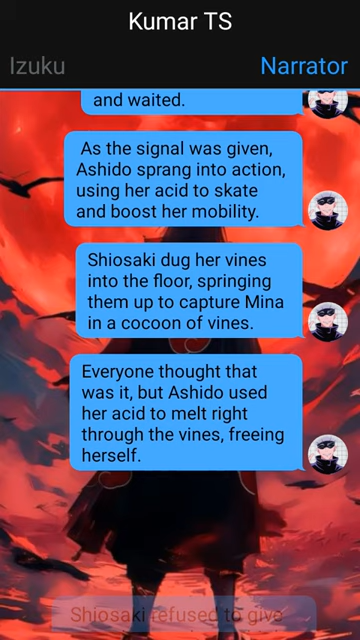 Kumar TS
Izuku Narrator
and waited.
As the signal was given,
Ashido sprang into action,
using her acid to skate
and boost her mobility.
Shiosaki dug her vines
into the floor, springing
them up to capture Mina
in a cocoon of vines.
Everyone thought that
was it, but Ashido used
her acid to melt right
through the vines, freeing
herself.
Shiosaki refused to give